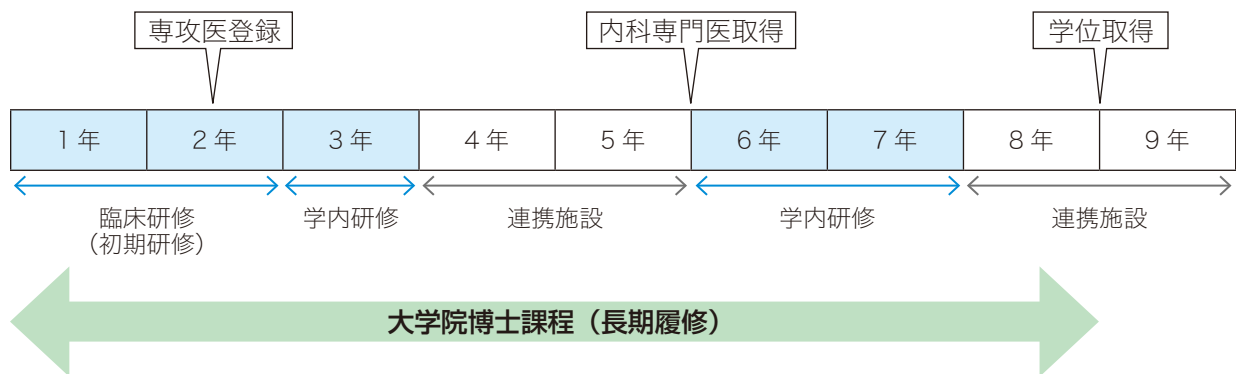 専攻医登録
内科専門医取得
学位取得
1 年
2 年
3 年
4 年
5 年
6 年
7 年
8 年
9 年
臨床研修
（初期研修）
学内研修
連携施設
学内研修
連携施設
大学院博士課程（長期履修）